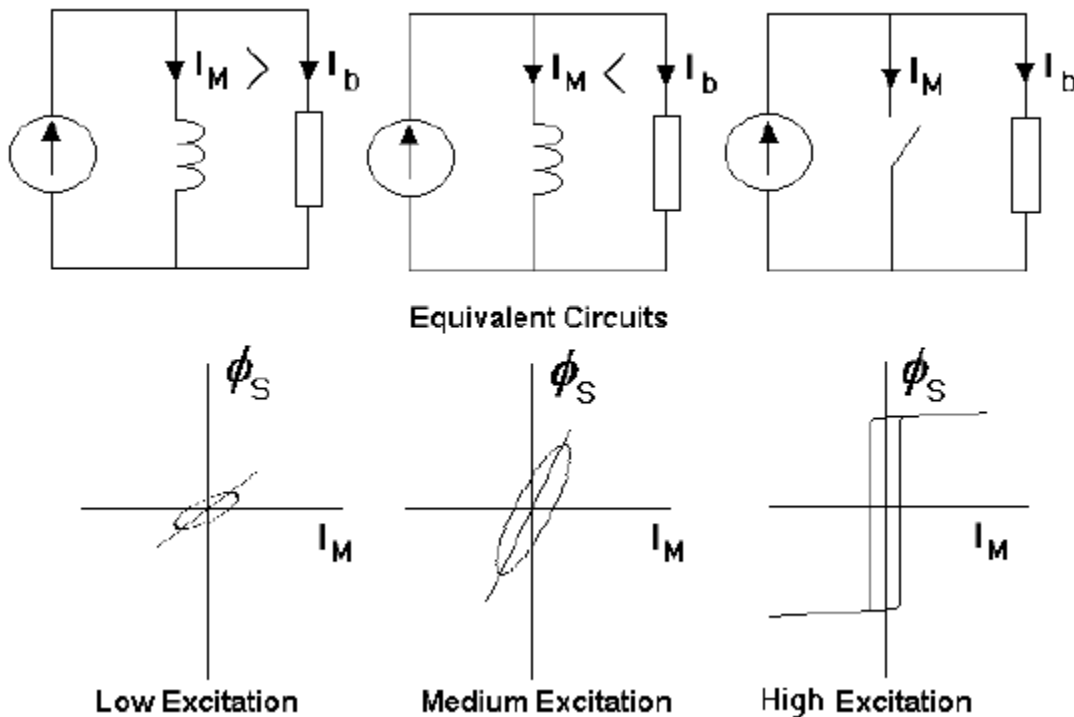 I_M > I_b
I_M < I_b
I_M I_b
Equivalent Circuits
ϕ_S
I_M
ϕ_S
I_M
ϕ_S
I_M
Low Excitation
Medium Excitation
High Excitation